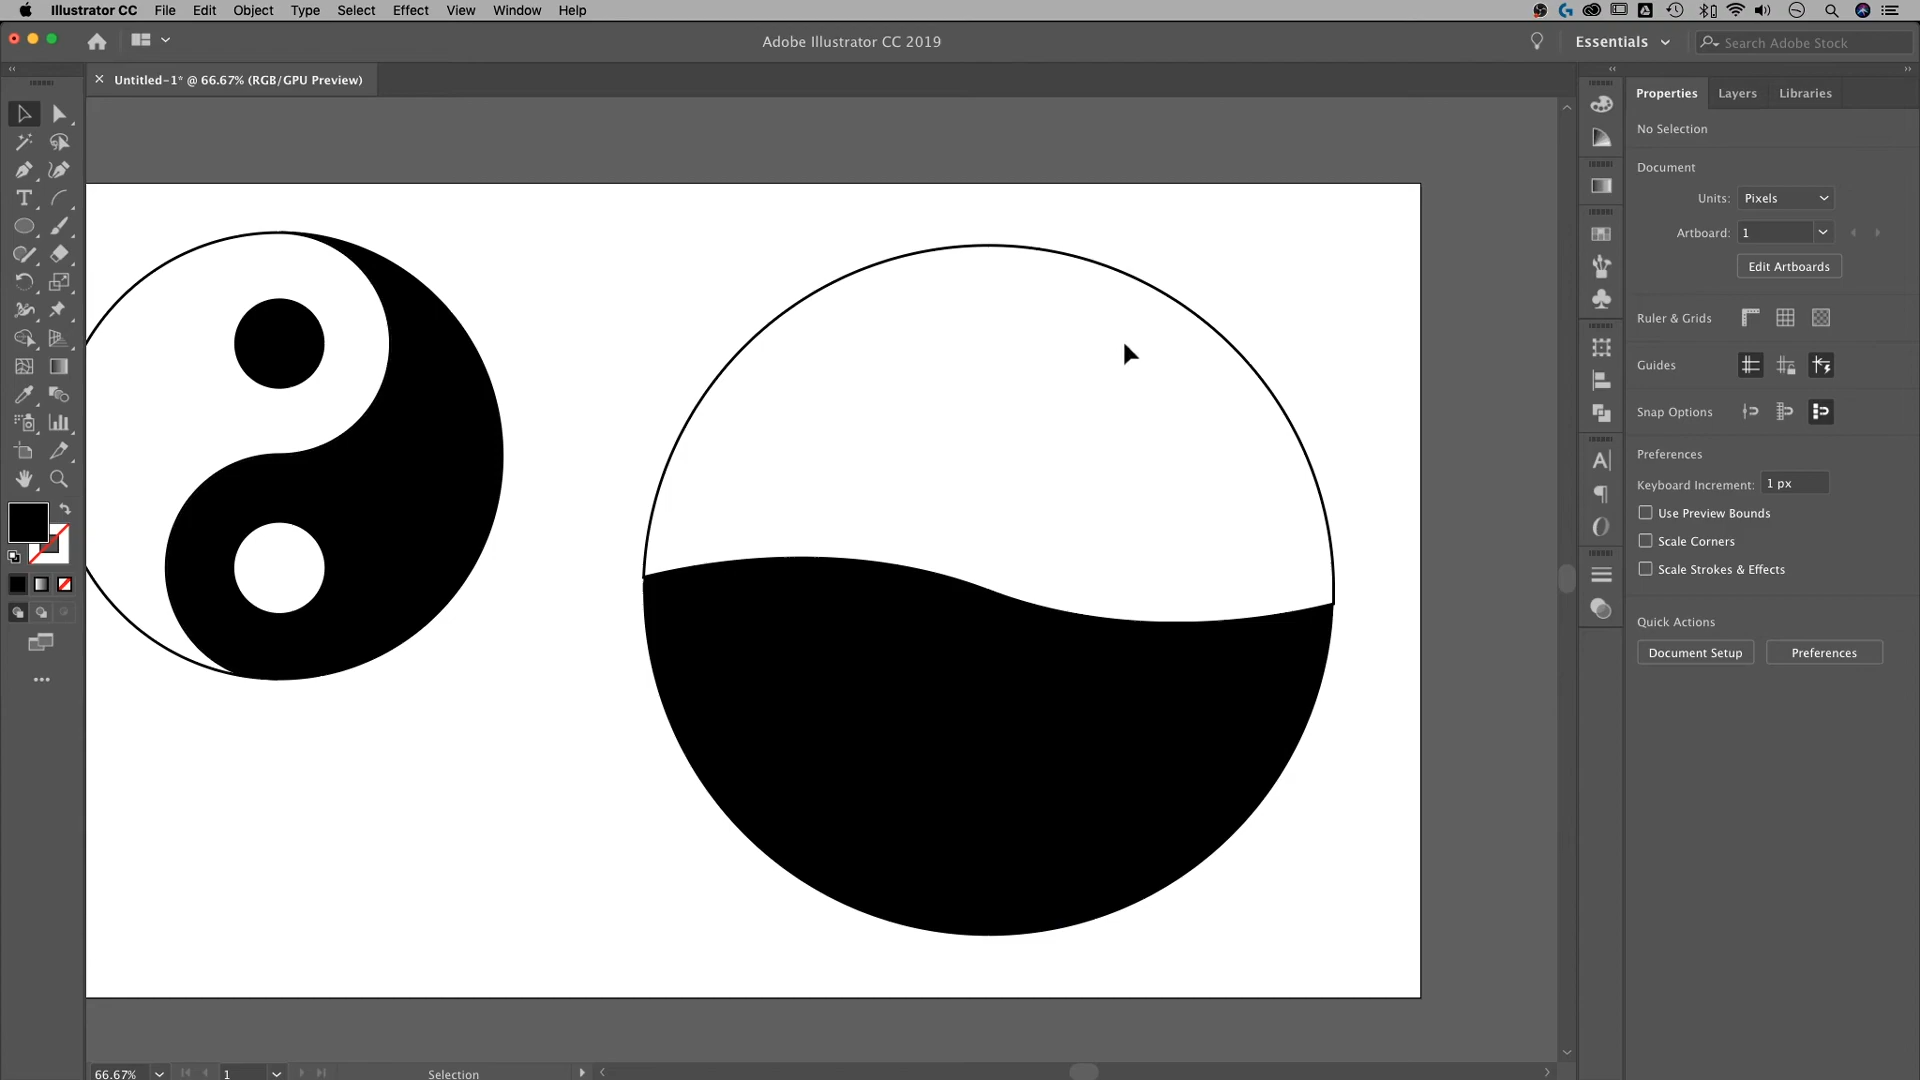 Illustrator CC File Edit Object Type Select Effect View Window Help
Adobe Illustrator CC 2019
Essentials
Search Adobe Stock
× Untitled-1* @ 66.67% (RGB/GPU Preview)
Properties Layers Libraries
No Selection
Document
Units: Pixels
Artboard: 1
Edit Artboards
Ruler & Grids
Guides
Snap Options
Preferences
Keyboard Increment: 1 px
Use Preview Bounds
Scale Corners
Scale Strokes & Effects
Quick Actions
Document Setup Preferences
66.67% 1 Selection